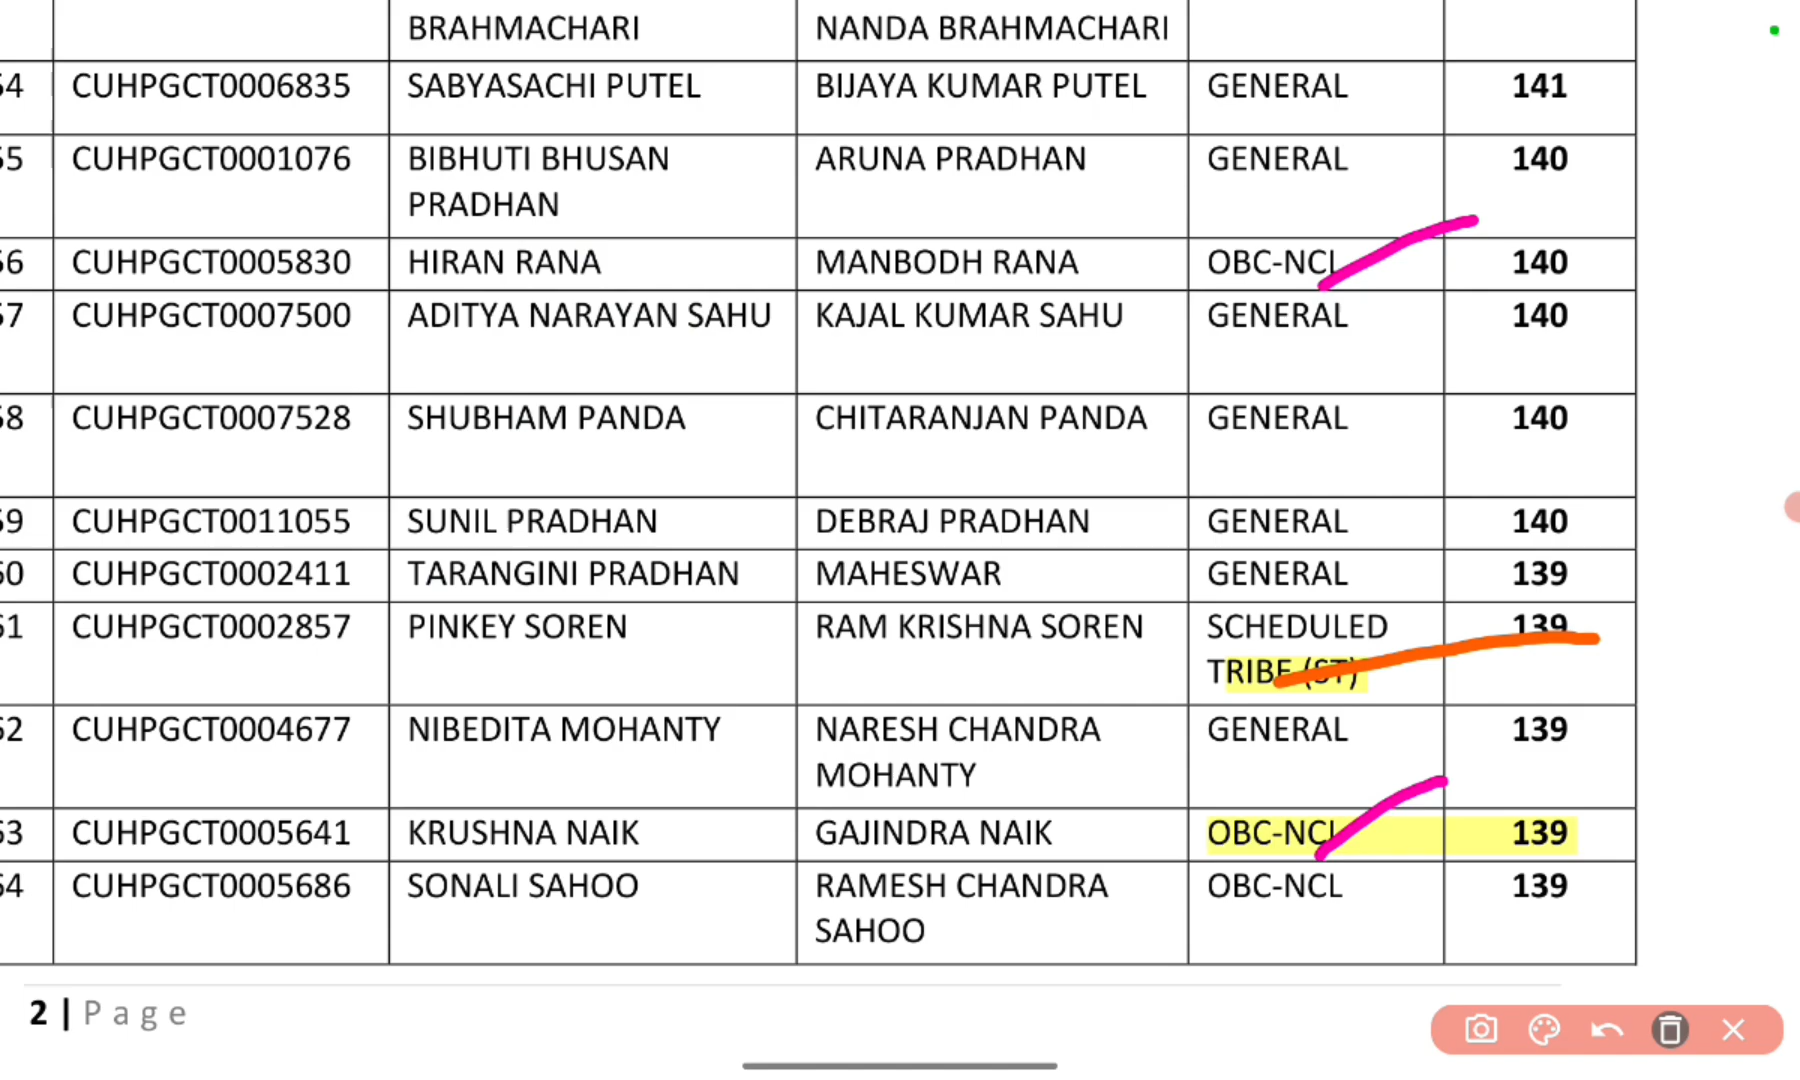 BRAHMACHARI NANDA BRAHMACHARI
54 CUHPGCT0006835 SABYASACHI PUTEL BIJAYA KUMAR PUTEL GENERAL 141
55 CUHPGCT0001076 BIBHUTI BHUSAN ARUNA PRADHAN GENERAL 140
PRADHAN
56 CUHPGCT0005830 HIRAN RANA MANBODH RANA OBC-NCL 140
57 CUHPGCT0007500 ADITYA NARAYAN SAHU KAJAL KUMAR SAHU GENERAL 140
58 CUHPGCT0007528 SHUBHAM PANDA CHITARANJAN PANDA GENERAL 140
59 CUHPGCT0011055 SUNIL PRADHAN DEBRAJ PRADHAN GENERAL 140
60 CUHPGCT0002411 TARANGINI PRADHAN MAHESWAR GENERAL 139
61 CUHPGCT0002857 PINKEY SOREN RAM KRISHNA SOREN SCHEDULED 139
TRIBE (ST)
62 CUHPGCT0004677 NIBEDITA MOHANTY NARESH CHANDRA GENERAL 139
MOHANTY
63 CUHPGCT0005641 KRUSHNA NAIK GAJINDRA NAIK OBC-NCL 139
64 CUHPGCT0005686 SONALI SAHOO RAMESH CHANDRA OBC-NCL 139
SAHOO
2 | Page